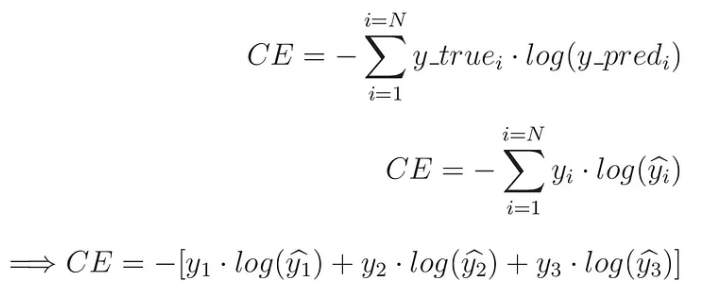 CE = -\sum_{i=1}^{i=N} y\_true_i \cdot log(y\_pred_i)
CE = -\sum_{i=1}^{i=N} y_i \cdot log(\widehat{y_i})
\Longrightarrow CE = -[y_1 \cdot log(\widehat{y_1}) + y_2 \cdot log(\widehat{y_2}) + y_3 \cdot log(\widehat{y_3})]